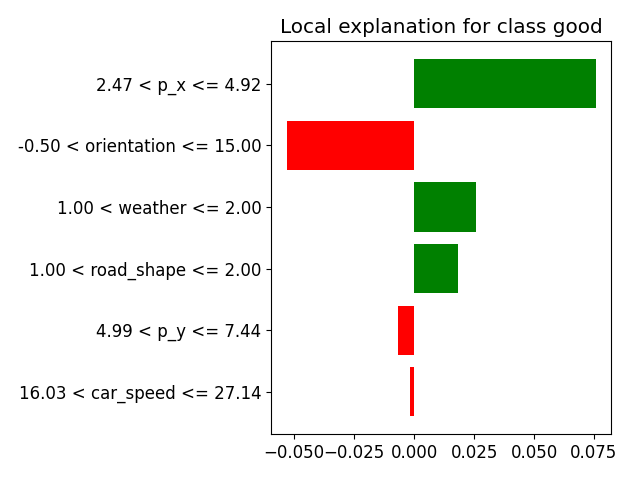 Local explanation for class good
2.47 < p_x <= 4.92
-0.50 < orientation <= 15.00
1.00 < weather <= 2.00
1.00 < road_shape <= 2.00
4.99 < p_y <= 7.44
16.03 < car_speed <= 27.14
−0.050 −0.025 0.000 0.025 0.050 0.075